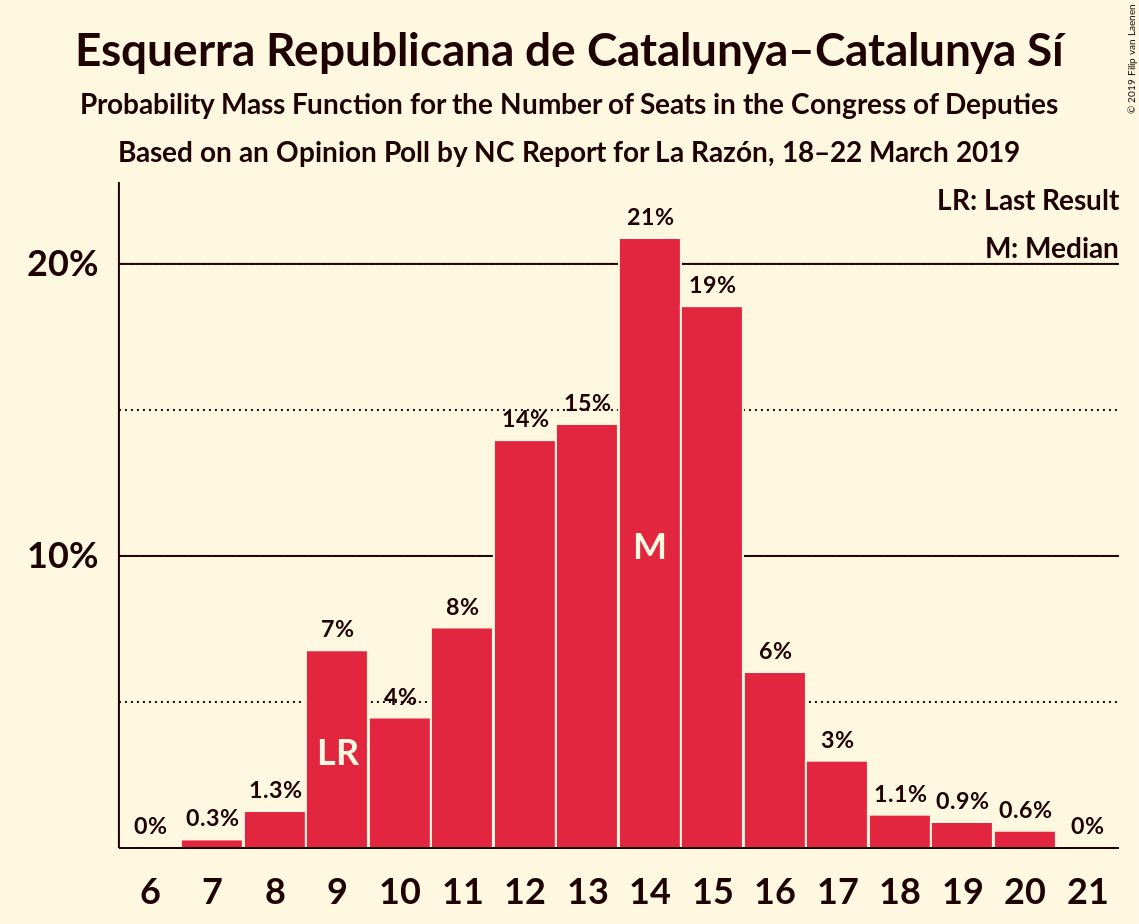 Esquerra Republicana de Catalunya–Catalunya Sí
Probability Mass Function for the Number of Seats in the Congress of Deputies
Based on an Opinion Poll by NC Report for La Razón, 18–22 March 2019
© 2019 Filip van Laenen
LR: Last Result
M: Median
20%
10%
0%
0.3%
1.3%
7%
4%
8%
14%
15%
21%
19%
6%
3%
1.1%
0.9%
0.6%
0%
LR
M
6 7 8 9 10 11 12 13 14 15 16 17 18 19 20 21